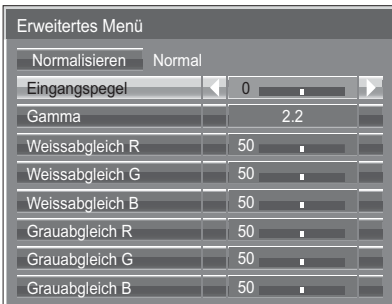 Erweitertes Menü
Normalisieren Normal
Eingangspegel 0
Gamma 2.2
Weissabgleich R 50
Weissabgleich G 50
Weissabgleich B 50
Grauabgleich R 50
Grauabgleich G 50
Grauabgleich B 50